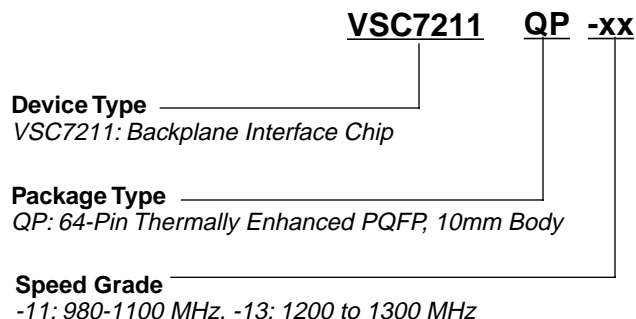 VSC7211 QP -xx
Device Type
VSC7211: Backplane Interface Chip
Package Type
QP: 64-Pin Thermally Enhanced PQFP, 10mm Body
Speed Grade
-11: 980-1100 MHz, -13: 1200 to 1300 MHz